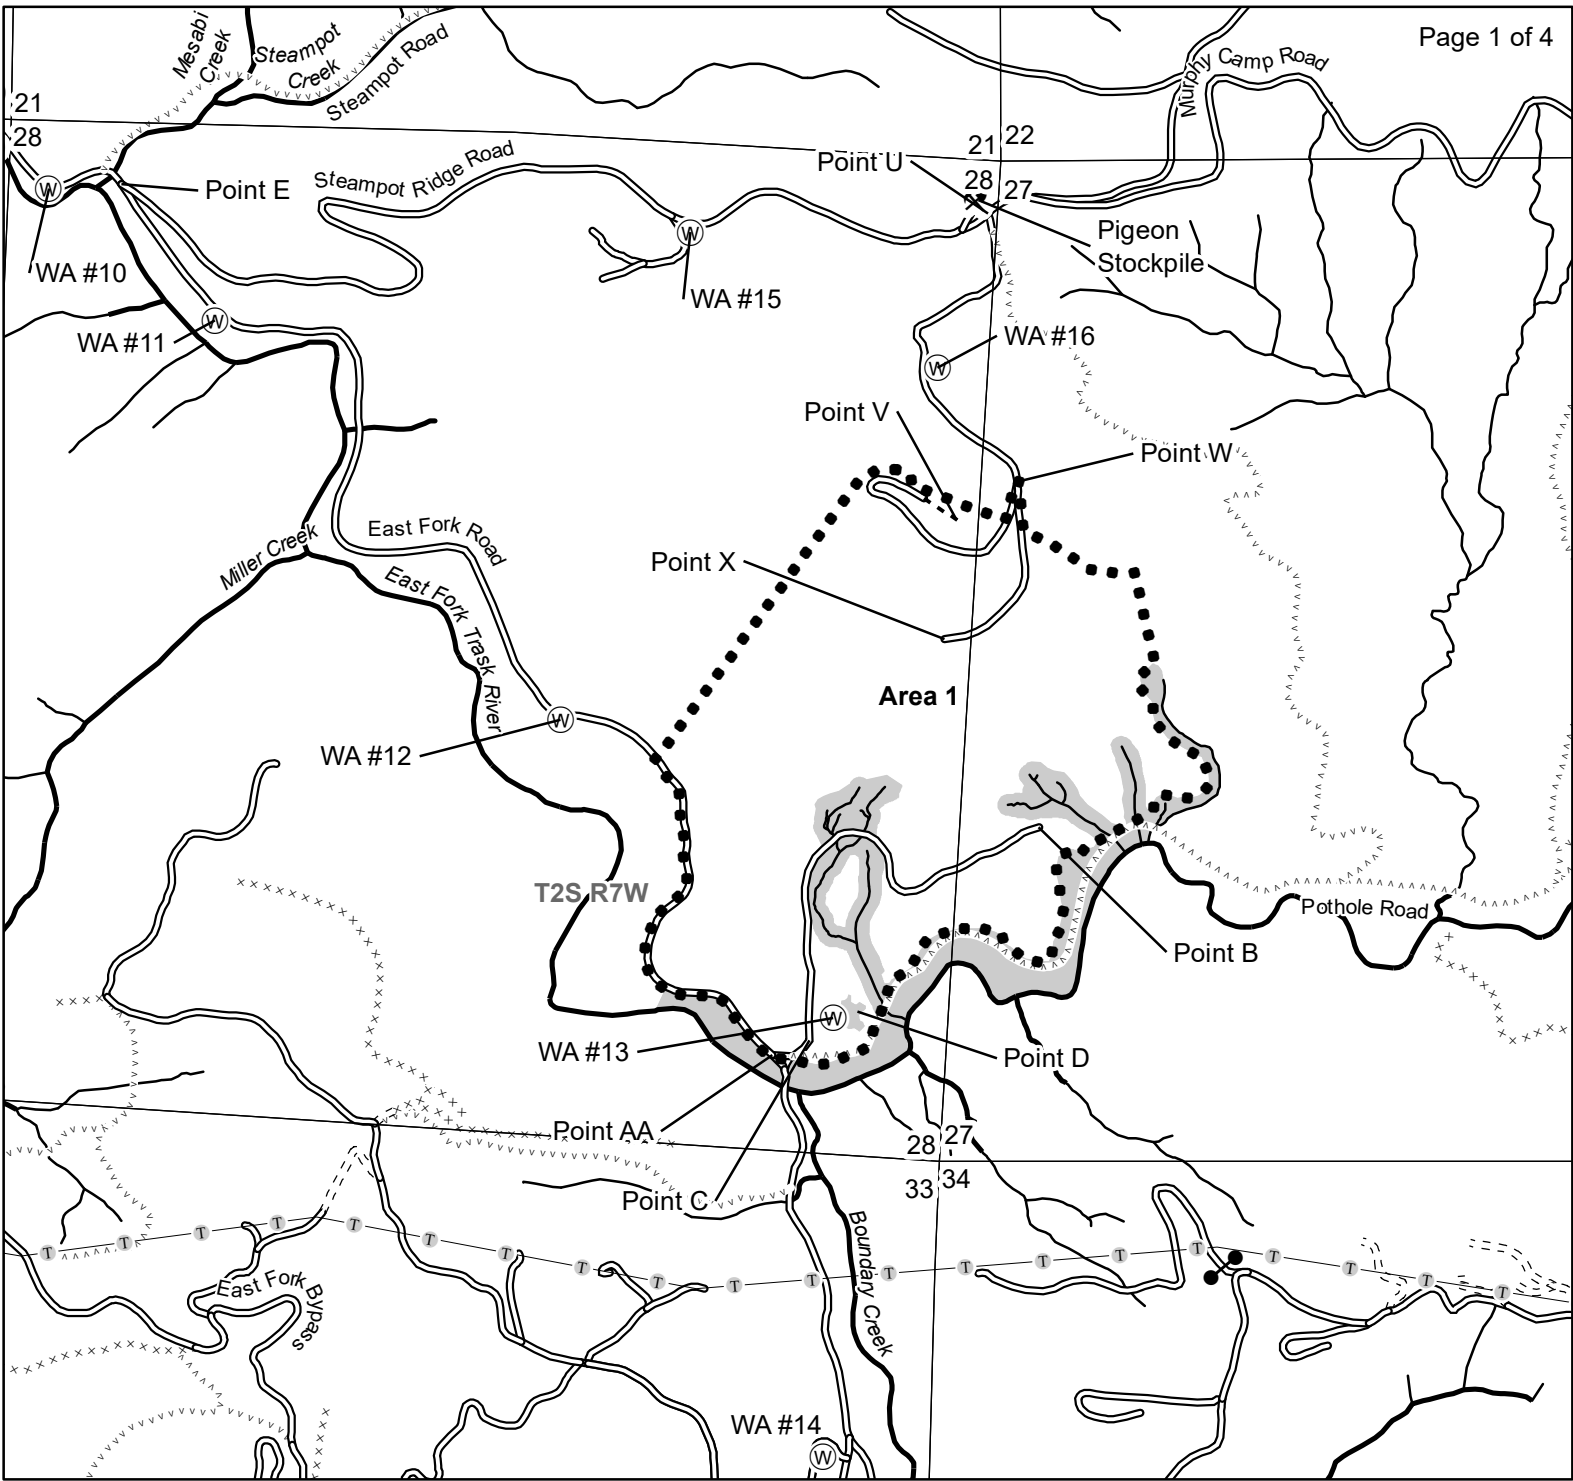 Page 1 of 4
Mesabi
Creek
Steampot
Creek
Steampot Road
Murphy Camp Road
21
28
21 22
28 27
Point U
Point E
Steampot Ridge Road
Pigeon
Stockpile
W
W
WA #10
WA #15
W
WA #11
WA #16
W
Point V
Point W
Miller Creek
East Fork Road
Point X
East Fork Trask River
Area 1
WA #12
W
T2S R7W
Pothole Road
Point B
W
WA #13
Point D
Point AA
28 27
33 34
Point C
Boundary Creek
T T T T T T T T T T T T T T T T T T T T
East Fork Bypass
WA #14
W